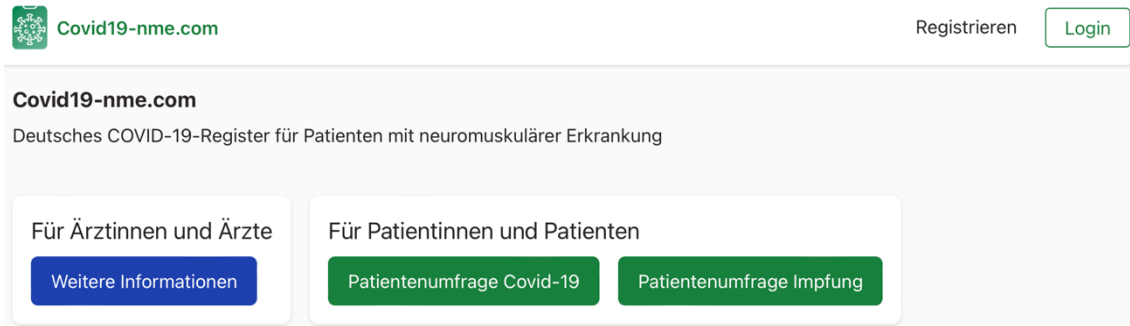 Covid19-nme.com
Registrieren
Login
Covid19-nme.com
Deutsches COVID-19-Register für Patienten mit neuromuskulärer Erkrankung
Für Ärztinnen und Ärzte
Weitere Informationen
Für Patientinnen und Patienten
Patientenumfrage Covid-19
Patientenumfrage Impfung